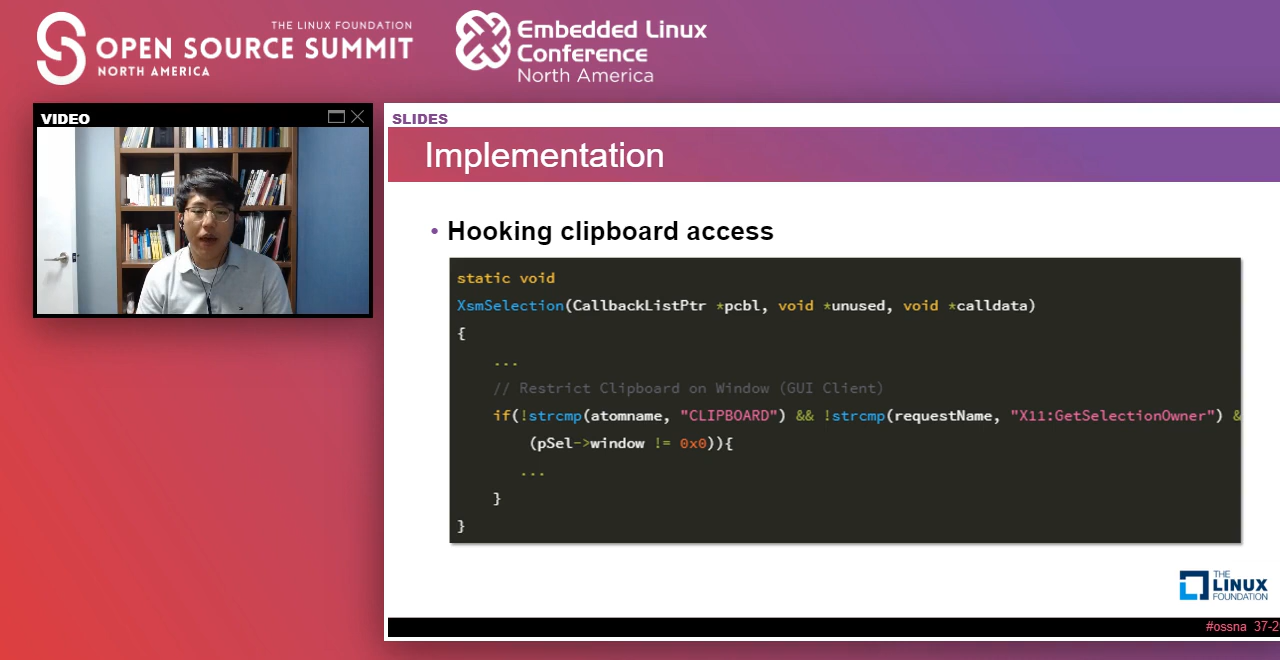 THE LINUX FOUNDATION
OPEN SOURCE SUMMIT
NORTH AMERICA
Embedded Linux
Conference
North America
VIDEO
SLIDES
Implementation
• Hooking clipboard access
static void
XsmSelection(CallbackListPtr *pcbl, void *unused, void *calldata)
{
...
// Restrict Clipboard on Window (GUI Client)
if(!strcmp(atomname, "CLIPBOARD") && !strcmp(requestName, "X11:GetSelectionOwner") &
(pSel->window != 0x0)){
...
}
}
THE
LINUX
FOUNDATION
#ossna 37-2